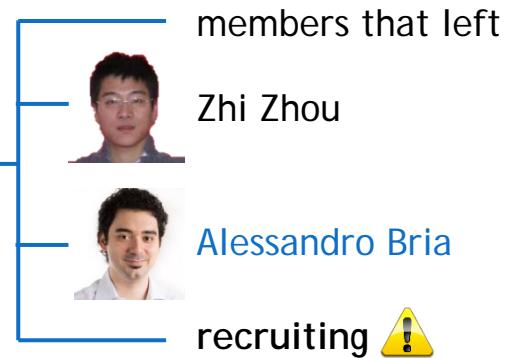 members that left
Zhi Zhou
Alessandro Bria
recruiting